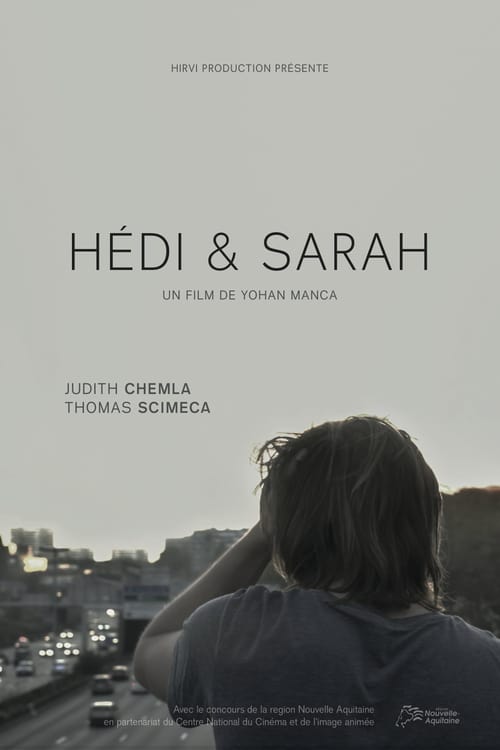 HIRVI PRODUCTION PRÉSENTE
HÉDI & SARAH
UN FILM DE YOHAN MANCA
JUDITH CHEMLA
THOMAS SCIMECA
Avec le concours de la region Nouvelle Aquitaine
en partenariat du Centre National du Cinéma et de l'image animée
RÉGION
Nouvelle-
Aquitaine